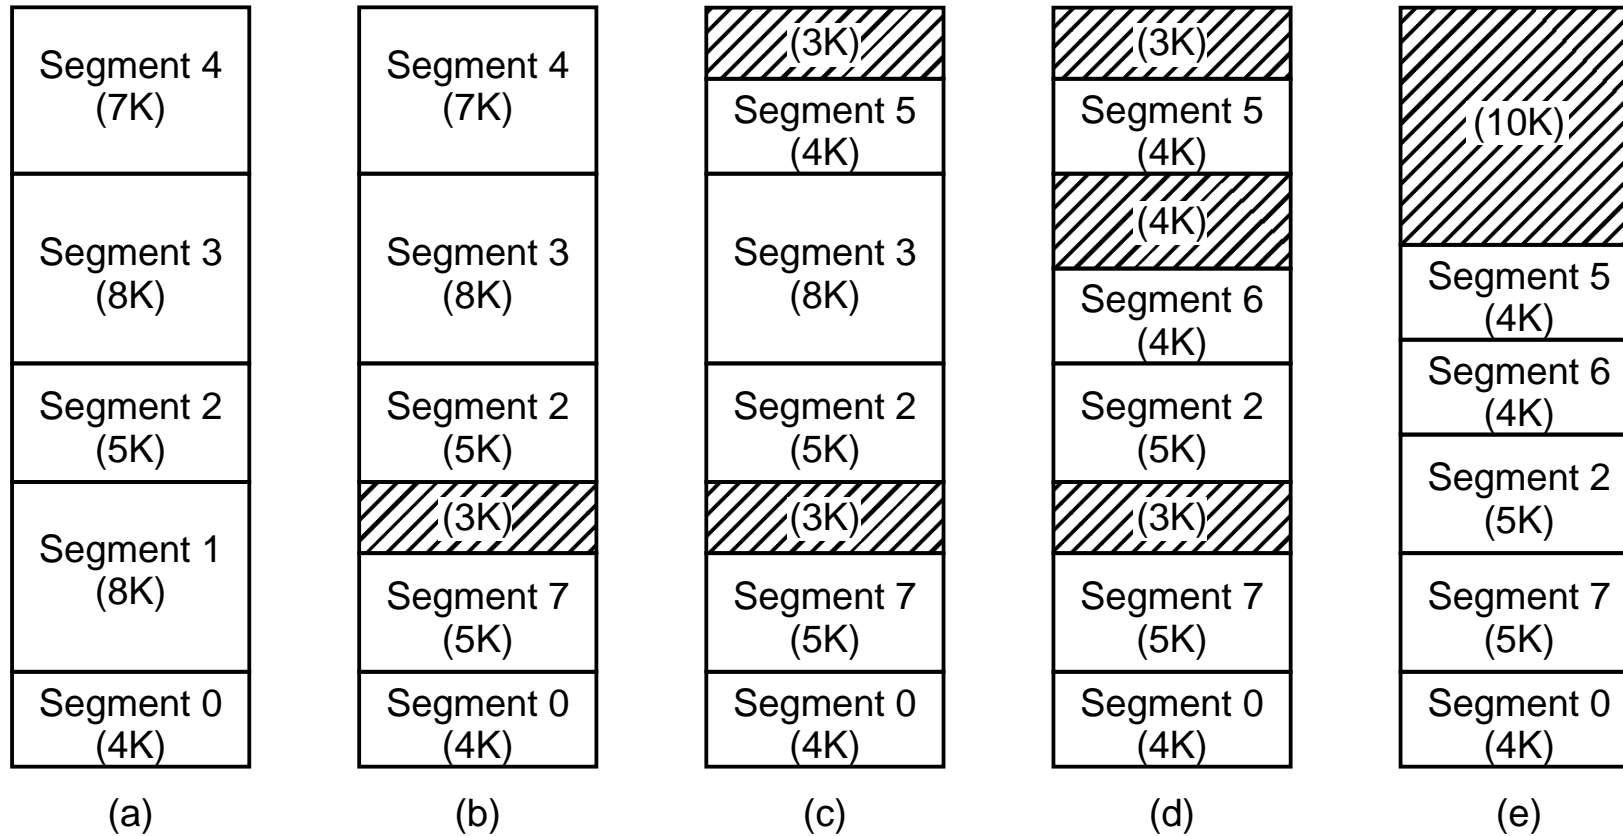 Segment 4
(7K)
Segment 3
(8K)
Segment 2
(5K)
Segment 1
(8K)
Segment 0
(4K)
(a)
Segment 4
(7K)
Segment 3
(8K)
Segment 2
(5K)
(3K)
Segment 7
(5K)
Segment 0
(4K)
(b)
(3K)
Segment 5
(4K)
Segment 3
(8K)
Segment 2
(5K)
(3K)
Segment 7
(5K)
Segment 0
(4K)
(c)
(3K)
Segment 5
(4K)
(4K)
Segment 6
(4K)
Segment 2
(5K)
(3K)
Segment 7
(5K)
Segment 0
(4K)
(d)
(10K)
Segment 5
(4K)
Segment 6
(4K)
Segment 2
(5K)
Segment 7
(5K)
Segment 0
(4K)
(e)